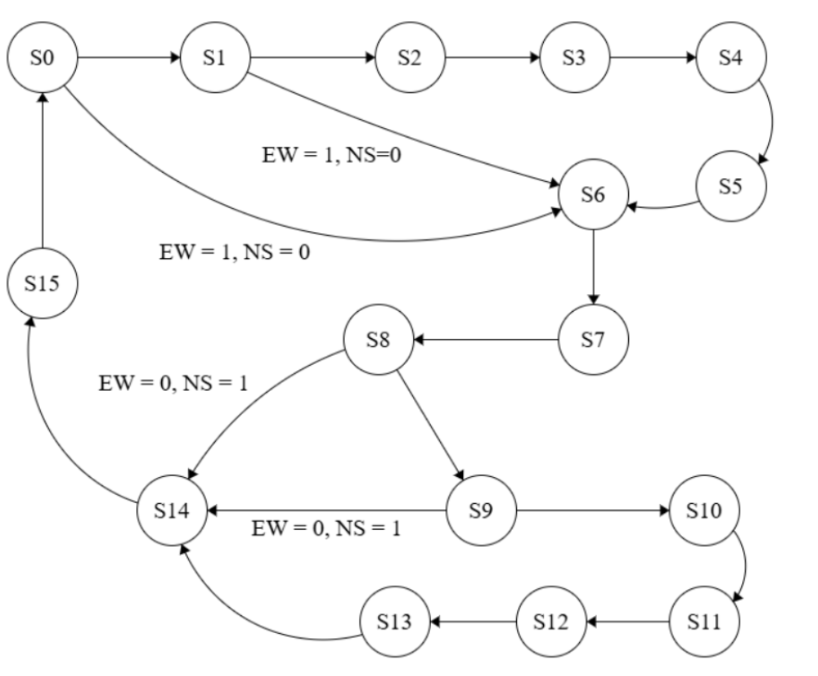 S0
S1
S2
S3
S4
EW = 1, NS=0
S5
S6
EW = 1, NS = 0
S15
S8
S7
EW = 0, NS = 1
S14
S9
S10
EW = 0, NS = 1
S13
S12
S11